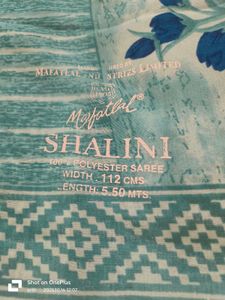 MAFATLAL INDUSTRIES LIMITED
Mafatlal®
SHALINI
100% POLYESTER SAREE
WIDTH - 112 CMS
LENGTH: 5.50 MTS.
Shot on OnePlus